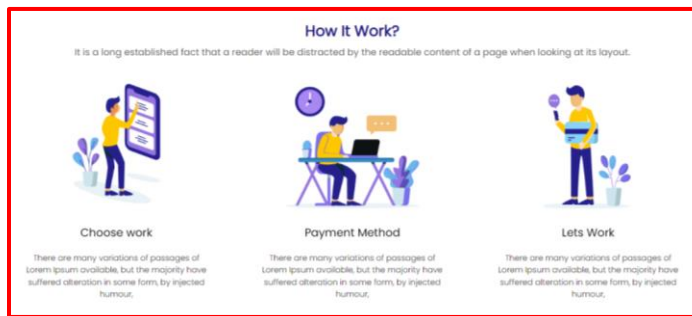 How It Work?
It is a long established fact that a reader will be distracted by the readable content of a page when looking at its layout.
Choose work
There are many variations of passages of
Lorem Ipsum available, but the majority have
suffered alteration in some form, by injected
humour,
Payment Method
There are many variations of passages of
Lorem Ipsum available, but the majority have
suffered alteration in some form, by injected
humour,
Lets Work
There are many variations of passages of
Lorem Ipsum available, but the majority have
suffered alteration in some form, by injected
humour,